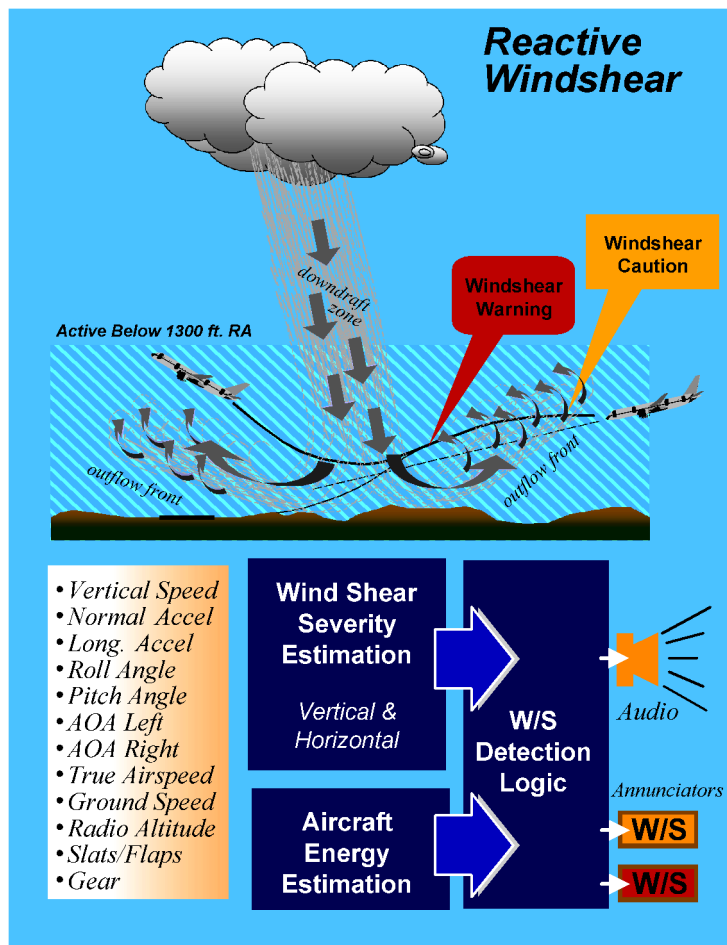 Reactive
Windshear
Windshear
Caution
Windshear
Warning
downdraft
zone
Active Below 1300 ft. RA
outflow front
outflow front
• Vertical Speed
• Normal Accel
• Long. Accel
• Roll Angle
• Pitch Angle
• AOA Left
• AOA Right
• True Airspeed
• Ground Speed
• Radio Altitude
• Slats/Flaps
• Gear
Wind Shear
Severity
Estimation
Vertical &
Horizontal
Aircraft
Energy
Estimation
W/S
Detection
Logic
Audio
Annunciators
W/S
W/S